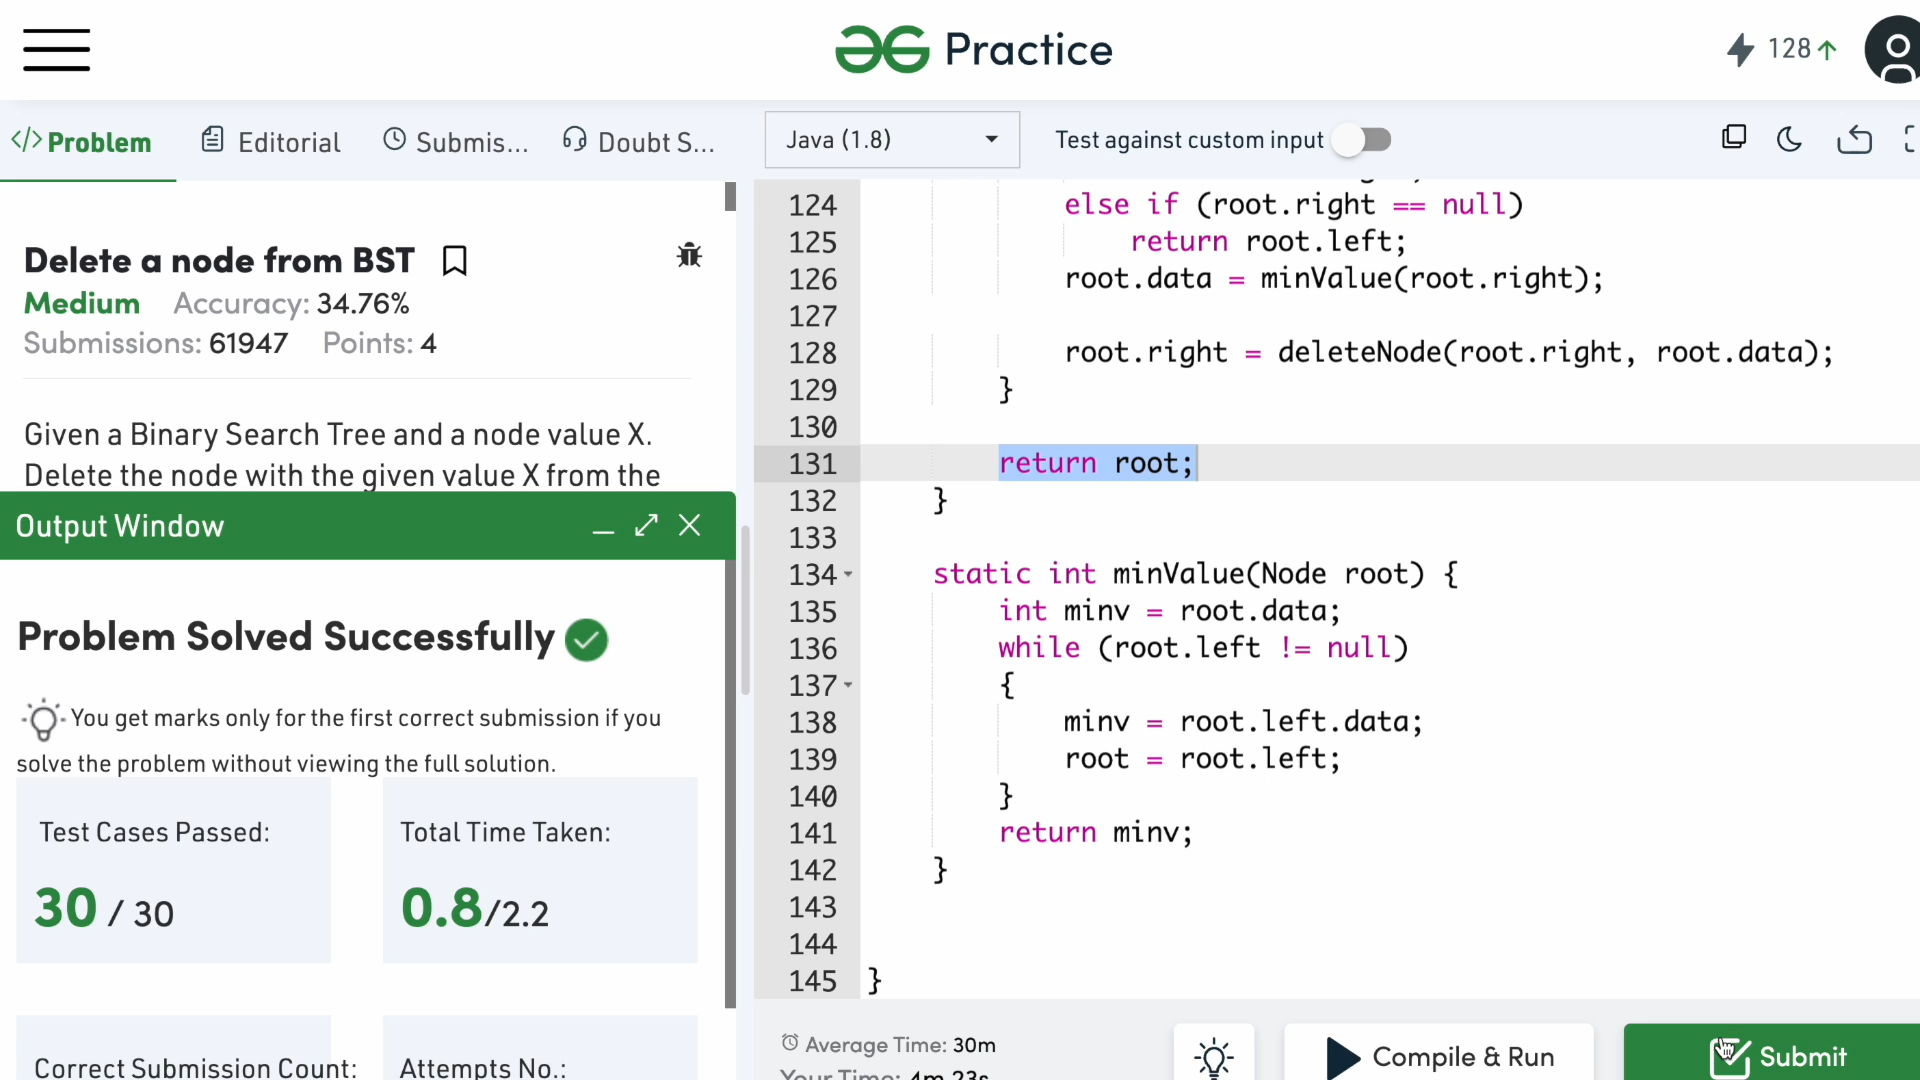 Practice
128
Problem
Editorial
Submis...
Doubt S...
Java (1.8)
Test against custom input
Delete a node from BST
Medium Accuracy: 34.76%
Submissions: 61947 Points: 4
Given a Binary Search Tree and a node value X.
Delete the node with the given value X from the
Output Window
Problem Solved Successfully
You get marks only for the first correct submission if you
solve the problem without viewing the full solution.
Test Cases Passed:
30 / 30
Total Time Taken:
0.8/2.2
Correct Submission Count:
Attempts No.:
124 else if (root.right == null)
125 return root.left;
126 root.data = minValue(root.right);
127
128 root.right = deleteNode(root.right, root.data);
129 }
130
131 return root;
132 }
133
134 static int minValue(Node root) {
135 int minv = root.data;
136 while (root.left != null)
137 {
138 minv = root.left.data;
139 root = root.left;
140 }
141 return minv;
142 }
143
144
145 }
Average Time: 30m
Your Time: 4m 23s
Compile & Run
Submit